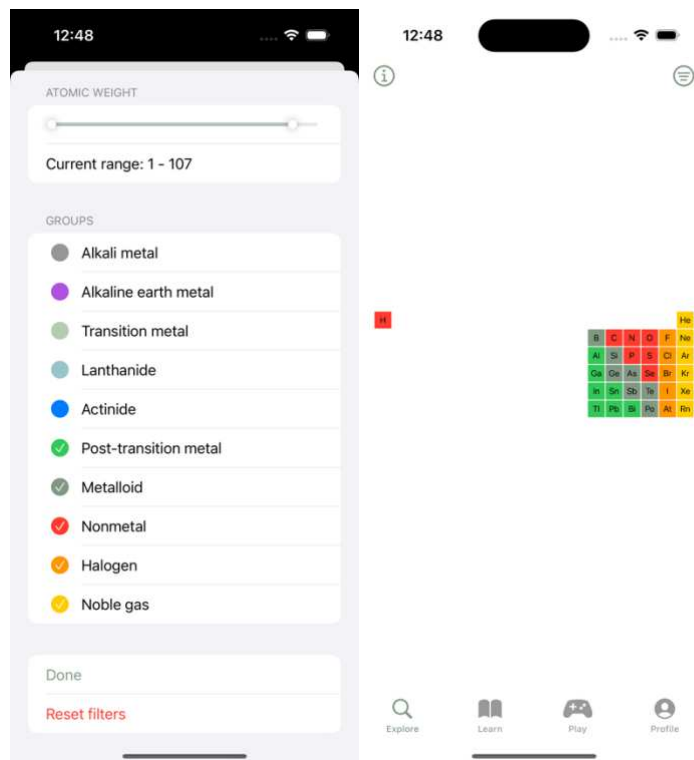 12:48
ATOMIC WEIGHT
Current range: 1 - 107
GROUPS
Alkali metal
Alkaline earth metal
Transition metal
Lanthanide
Actinide
Post-transition metal
Metalloid
Nonmetal
Halogen
Noble gas
Done
Reset filters
12:48
H He
B C N O F Ne
Al Si P S Cl Ar
Ga Ge As Se Br Kr
In Sn Sb Te I Xe
Tl Pb Bi Po At Rn
Explore Learn Play Profile